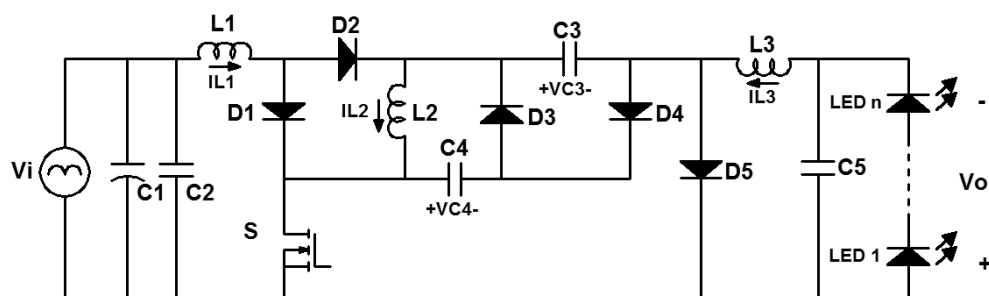 L1
IL1
D2
C3
+VC3-
L3
IL3
D1
IL2
L2
D3
D4
C4
+VC4-
Vi
C1
C2
S
D5
C5
LED n
-
Vo
LED 1
+